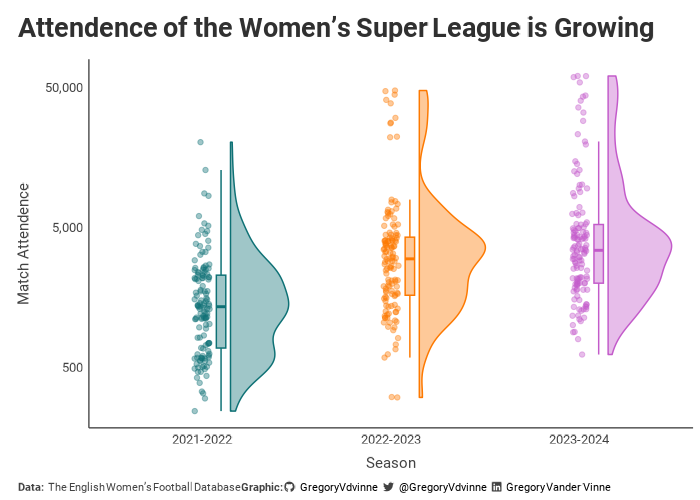 Attendence of the Women's Super League is Growing
50,000
5,000
500
Match Attendence
2021-2022
2022-2023
2023-2024
Season
Data: The English Women's Football Database Graphic: GregoryVdvinne @GregoryVdvinne Gregory Vander Vinne